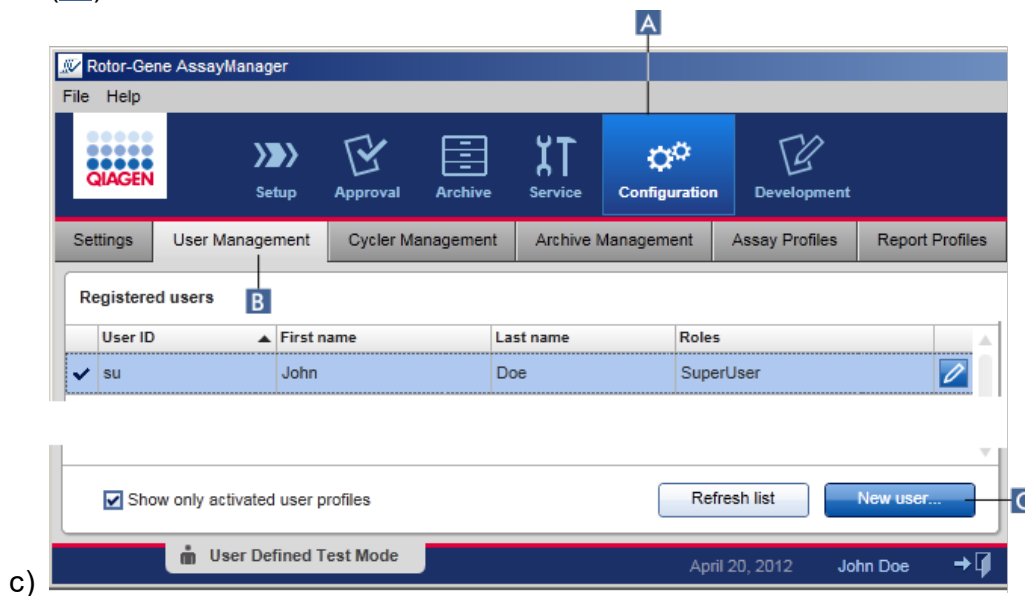 A
Rotor-Gene AssayManager
File Help
QIAGEN
Setup Approval Archive Service Configuration Development
Settings User Management Cycler Management Archive Management Assay Profiles Report Profiles
Registered users B
User ID First name Last name Roles
su John Doe SuperUser
Show only activated user profiles Refresh list New user... C
User Defined Test Mode April 20, 2012 John Doe
c)